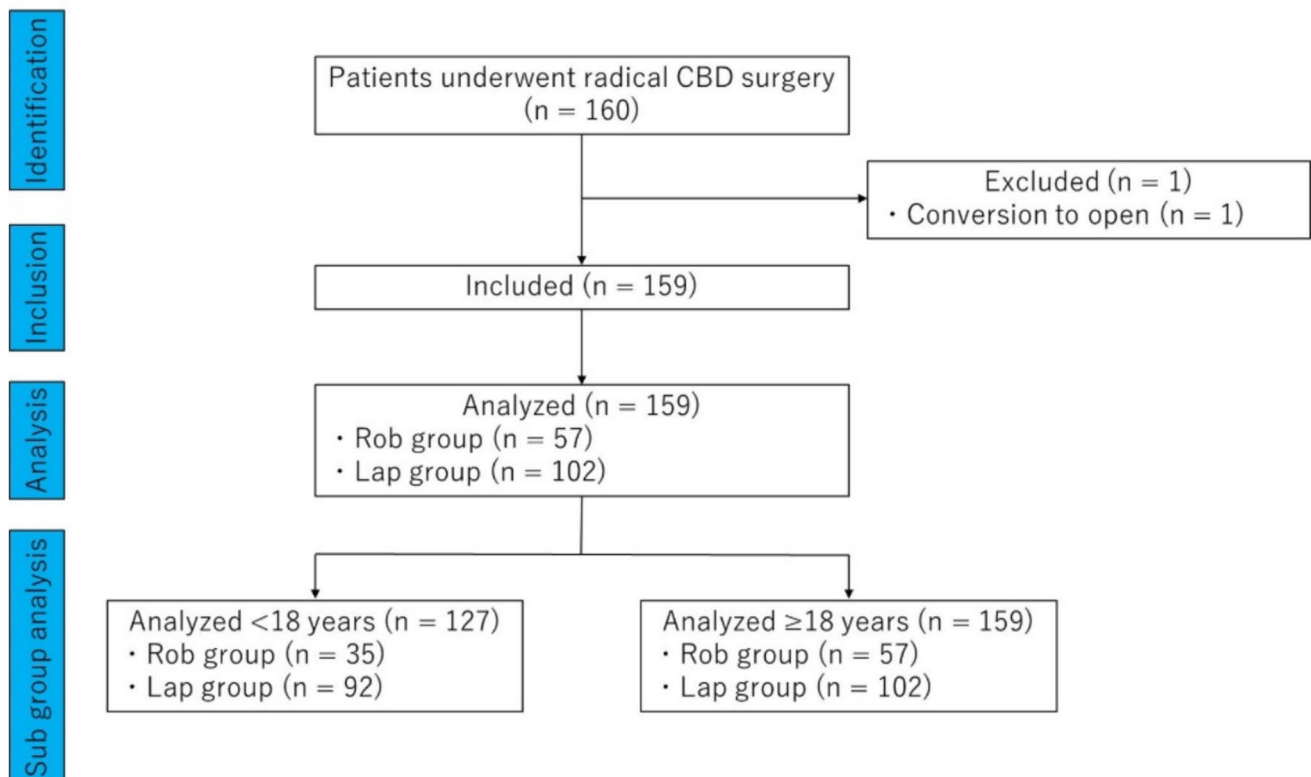 Identification
Patients underwent radical CBD surgery
(n = 160)
Excluded (n = 1)
・Conversion to open (n = 1)
Inclusion
Included (n = 159)
Analysis
Analyzed (n = 159)
・Rob group (n = 57)
・Lap group (n = 102)
Sub group analysis
Analyzed <18 years (n = 127)
・Rob group (n = 35)
・Lap group (n = 92)
Analyzed ≥18 years (n = 159)
・Rob group (n = 57)
・Lap group (n = 102)